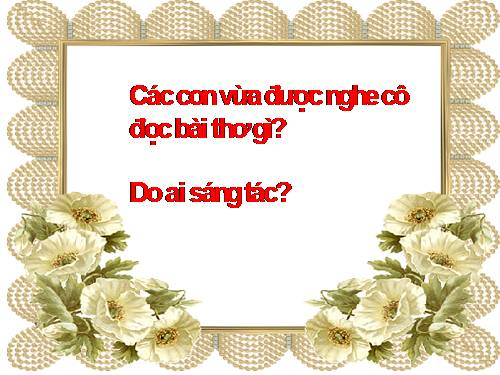 Các con vừa được nghe cô
đọc bài thơ gì?
Do ai sáng tác?